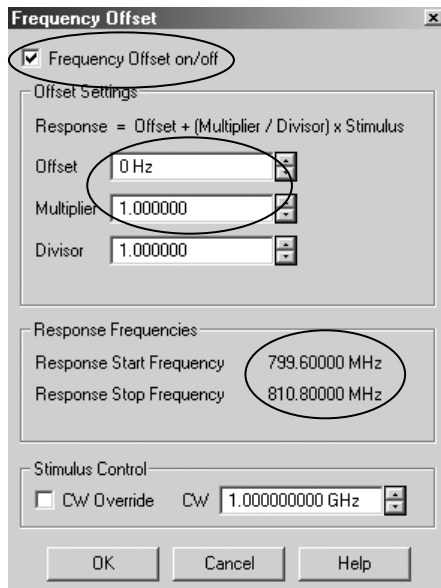 Frequency Offset
Frequency Offset on/off
Offset Settings
Response = Offset + (Multiplier / Divisor) x Stimulus
Offset 0 Hz
Multiplier 1.000000
Divisor 1.000000
Response Frequencies
Response Start Frequency 799.60000 MHz
Response Stop Frequency 810.80000 MHz
Stimulus Control
CW Override CW 1.000000000 GHz
OK Cancel Help